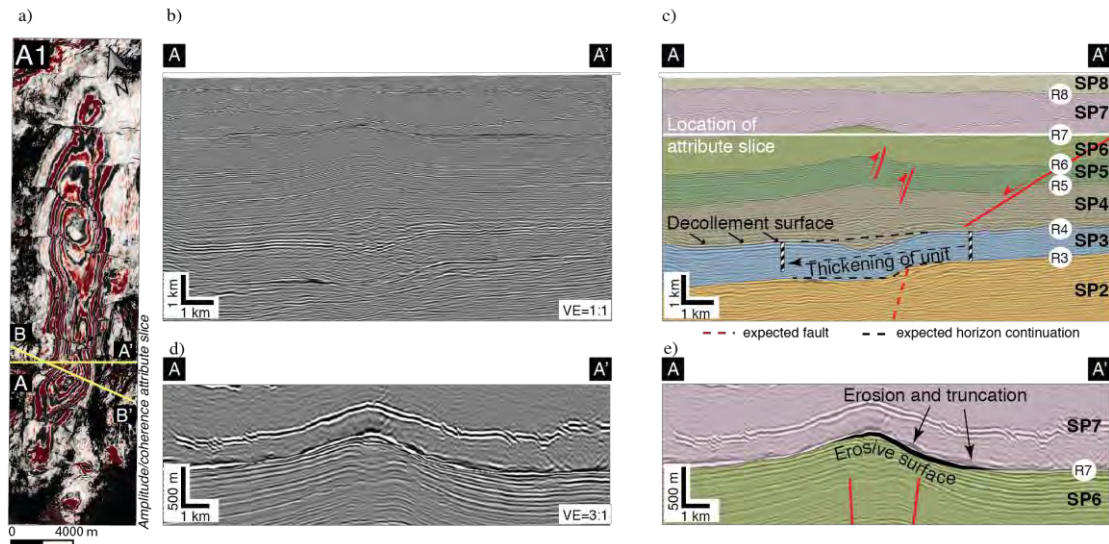 a)
A1
N
B
A'
A
B'
Amplitude/coherence attribute slice
0 4000 m
b)
A A'
1 km
1 km
VE=1:1
c)
A A'
SP8
R8
SP7
Location of
attribute slice
R7
SP6
R6
SP5
R5
SP4
Decollement surface
R4
SP3
Thickening of unit
R3
SP2
1 km
1 km
expected fault expected horizon continuation
d)
A A'
500 m
1 km
VE=3:1
e)
A A'
Erosion and truncation
SP7
Erosive surface
R7
SP6
500 m
1 km